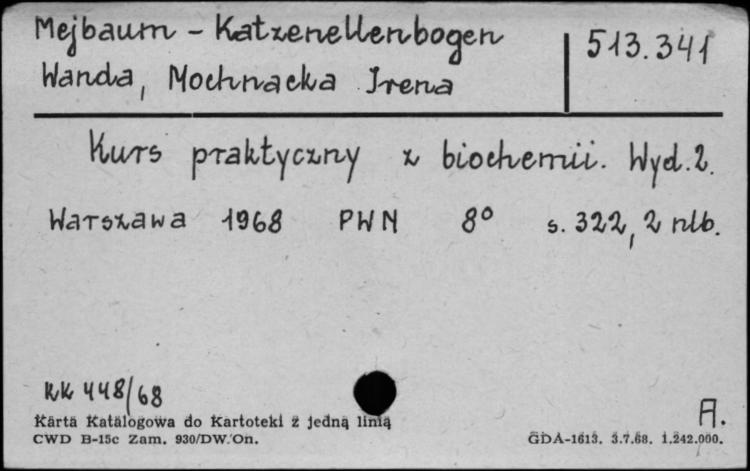 Mejbaum - Katzenellenbogen
Wanda, Mochnacka Irena
513.341
Kurs praktyczny z biochemii. Wyd. 2.
Warszawa 1968 PWN 8° s. 322, 2 nlb.
KK 448/68
A.
Karta Katalogowa do Kartoteki z jedną linią
CWD B-15c Zam. 930/DW. On.
GDA-1613. 3.7.68. 1.242.000.